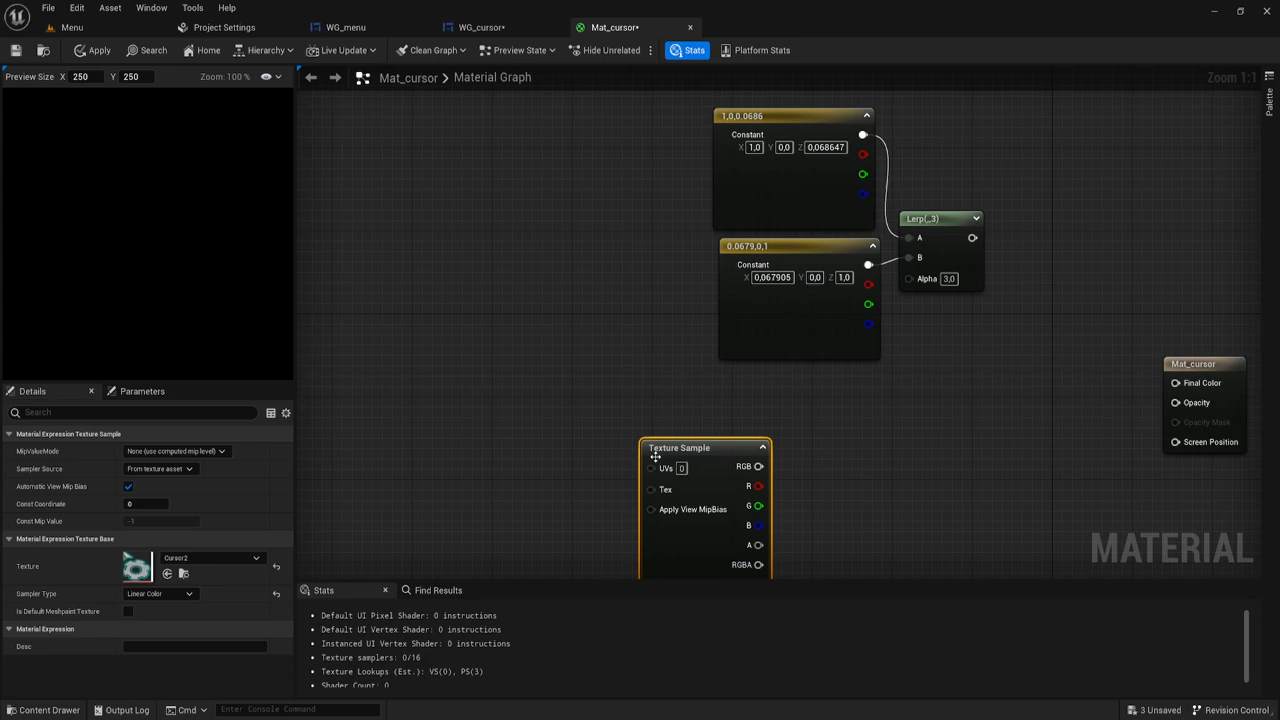 File Edit Asset Window Tools Help
Menu Project Settings WG_menu WG_cursor* Mat_cursor*
Apply Search Home Hierarchy Live Update Clean Graph Preview State Hide Unrelated Stats Platform Stats
Preview Size X 250 Y 250 Zoom: 100 %
Mat_cursor Material Graph Zoom 1:1
Palette
1,0,0.0686
Constant
X 1,0 Y 0,0 Z 0,068647
Lerp(,,3)
A
B
Alpha 3,0
0.0679,0,1
Constant
X 0,067905 Y 0,0 Z 1,0
Mat_cursor
Final Color
Opacity
Opacity Mask
Screen Position
Texture Sample
UVs 0 RGB
Tex R
Apply View MipBias G
B
A
RGBA
MATERIAL
Details Parameters
Search
Material Expression Texture Sample
MipValueMode None (use computed mip level)
Sampler Source From texture asset
Automatic View Mip Bias
Const Coordinate 0
Const Mip Value -1
Material Expression Texture Base
Texture Cursor2
Sampler Type Linear Color
Is Default Meshpaint Texture
Material Expression
Desc
Stats Find Results
Default UI Pixel Shader: 0 instructions
Default UI Vertex Shader: 0 instructions
Instanced UI Vertex Shader: 0 instructions
Texture samplers: 0/16
Texture Lookups (Est.): VS(0), PS(3)
Shader Count: 0
Content Drawer Output Log Cmd Enter Console Command 3 Unsaved Revision Control